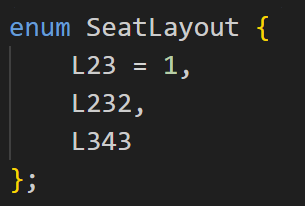 enum SeatLayout {
    L23 = 1,
    L232,
    L343
};